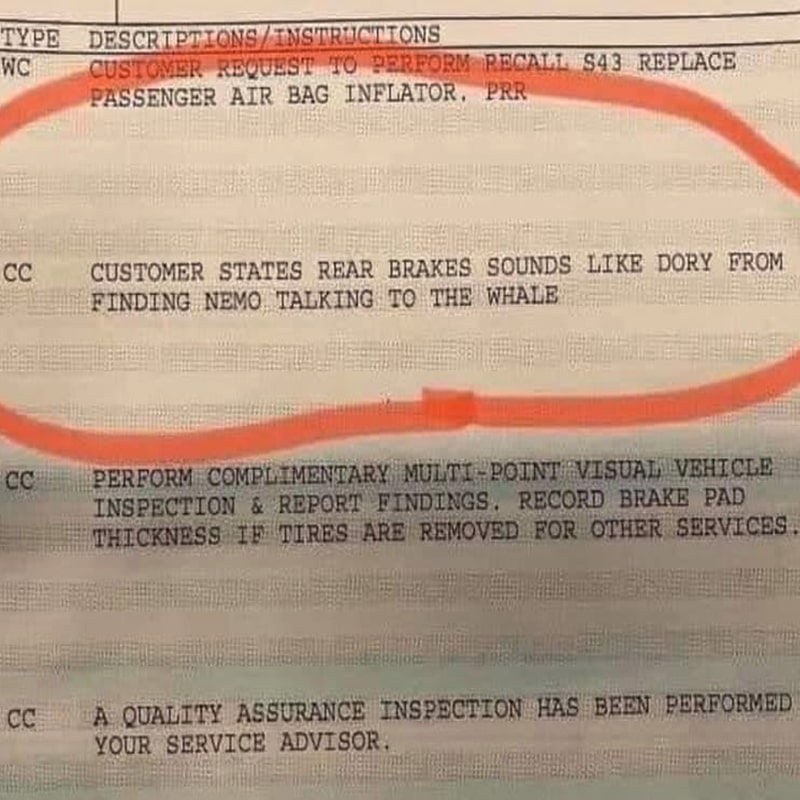 TYPE DESCRIPTIONS/INSTRUCTIONS
WC CUSTOMER REQUEST TO PERFORM RECALL S43 REPLACE
PASSENGER AIR BAG INFLATOR. PRR
CC CUSTOMER STATES REAR BRAKES SOUNDS LIKE DORY FROM
FINDING NEMO TALKING TO THE WHALE
CC PERFORM COMPLIMENTARY MULTI-POINT VISUAL VEHICLE
INSPECTION & REPORT FINDINGS. RECORD BRAKE PAD
THICKNESS IF TIRES ARE REMOVED FOR OTHER SERVICES.
CC A QUALITY ASSURANCE INSPECTION HAS BEEN PERFORMED
YOUR SERVICE ADVISOR.